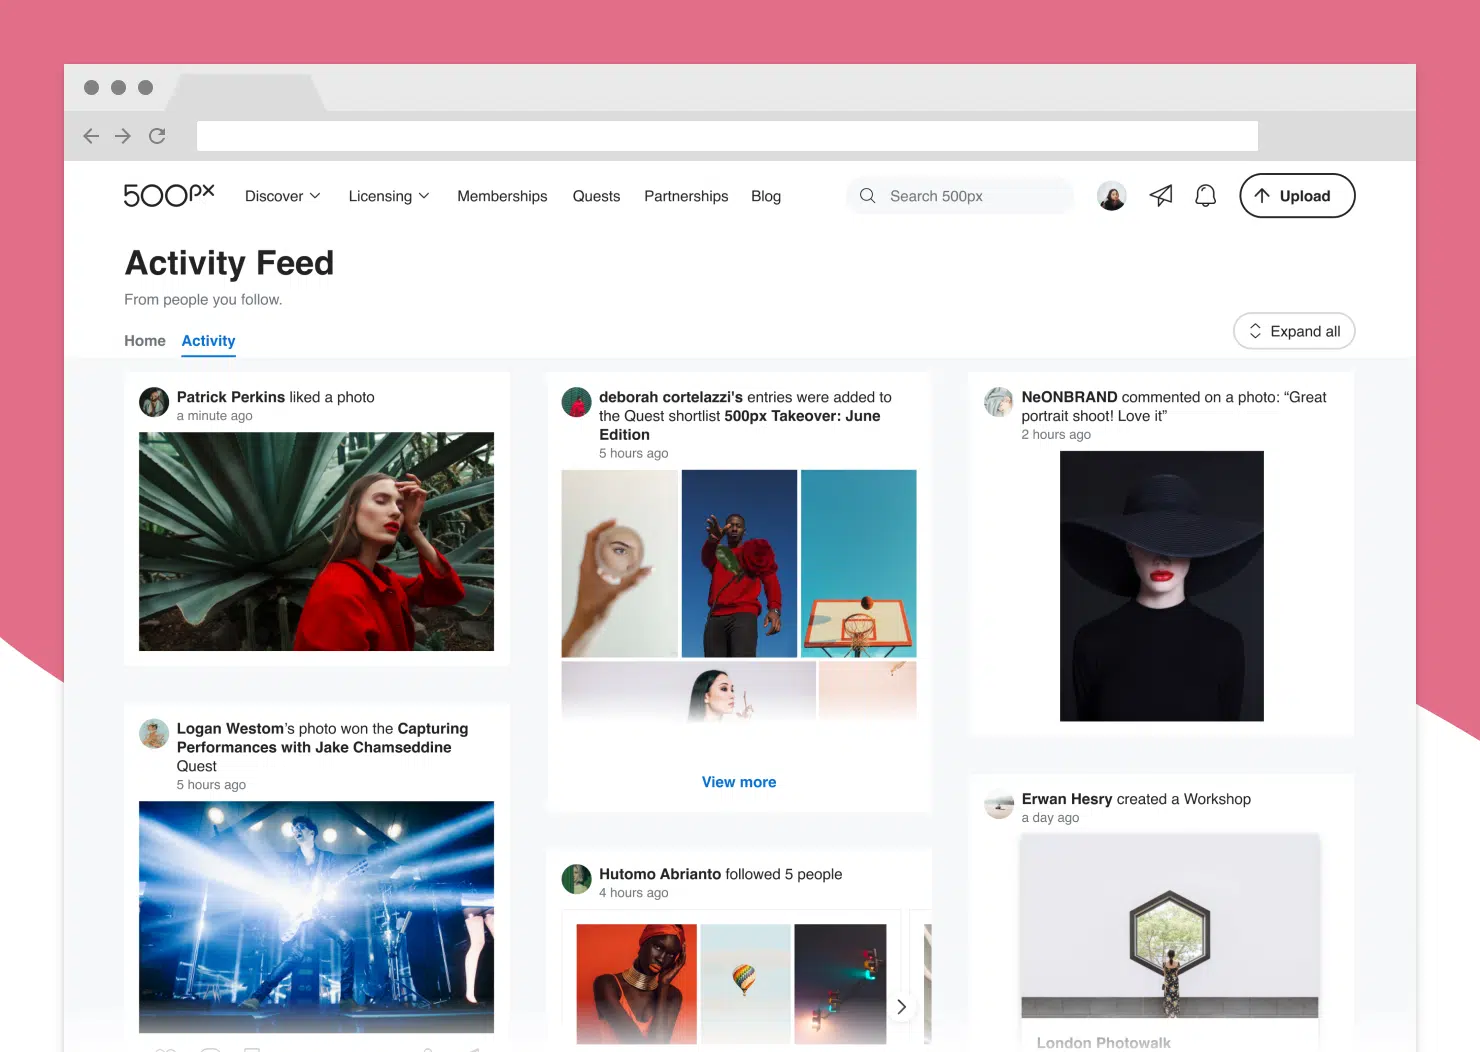 500px
Discover
Licensing
Memberships
Quests
Partnerships
Blog
Search 500px
Upload
Activity Feed
From people you follow.
Home
Activity
Expand all
Patrick Perkins liked a photo
a minute ago
deborah cortelazzi's entries were added to
the Quest shortlist 500px Takeover: June
Edition
5 hours ago
View more
NeONBRAND commented on a photo: “Great
portrait shoot! Love it”
2 hours ago
Logan Westom’s photo won the Capturing
Performances with Jake Chamseddine
Quest
5 hours ago
Hutomo Abrianto followed 5 people
4 hours ago
Erwan Hesry created a Workshop
a day ago
London Photowalk